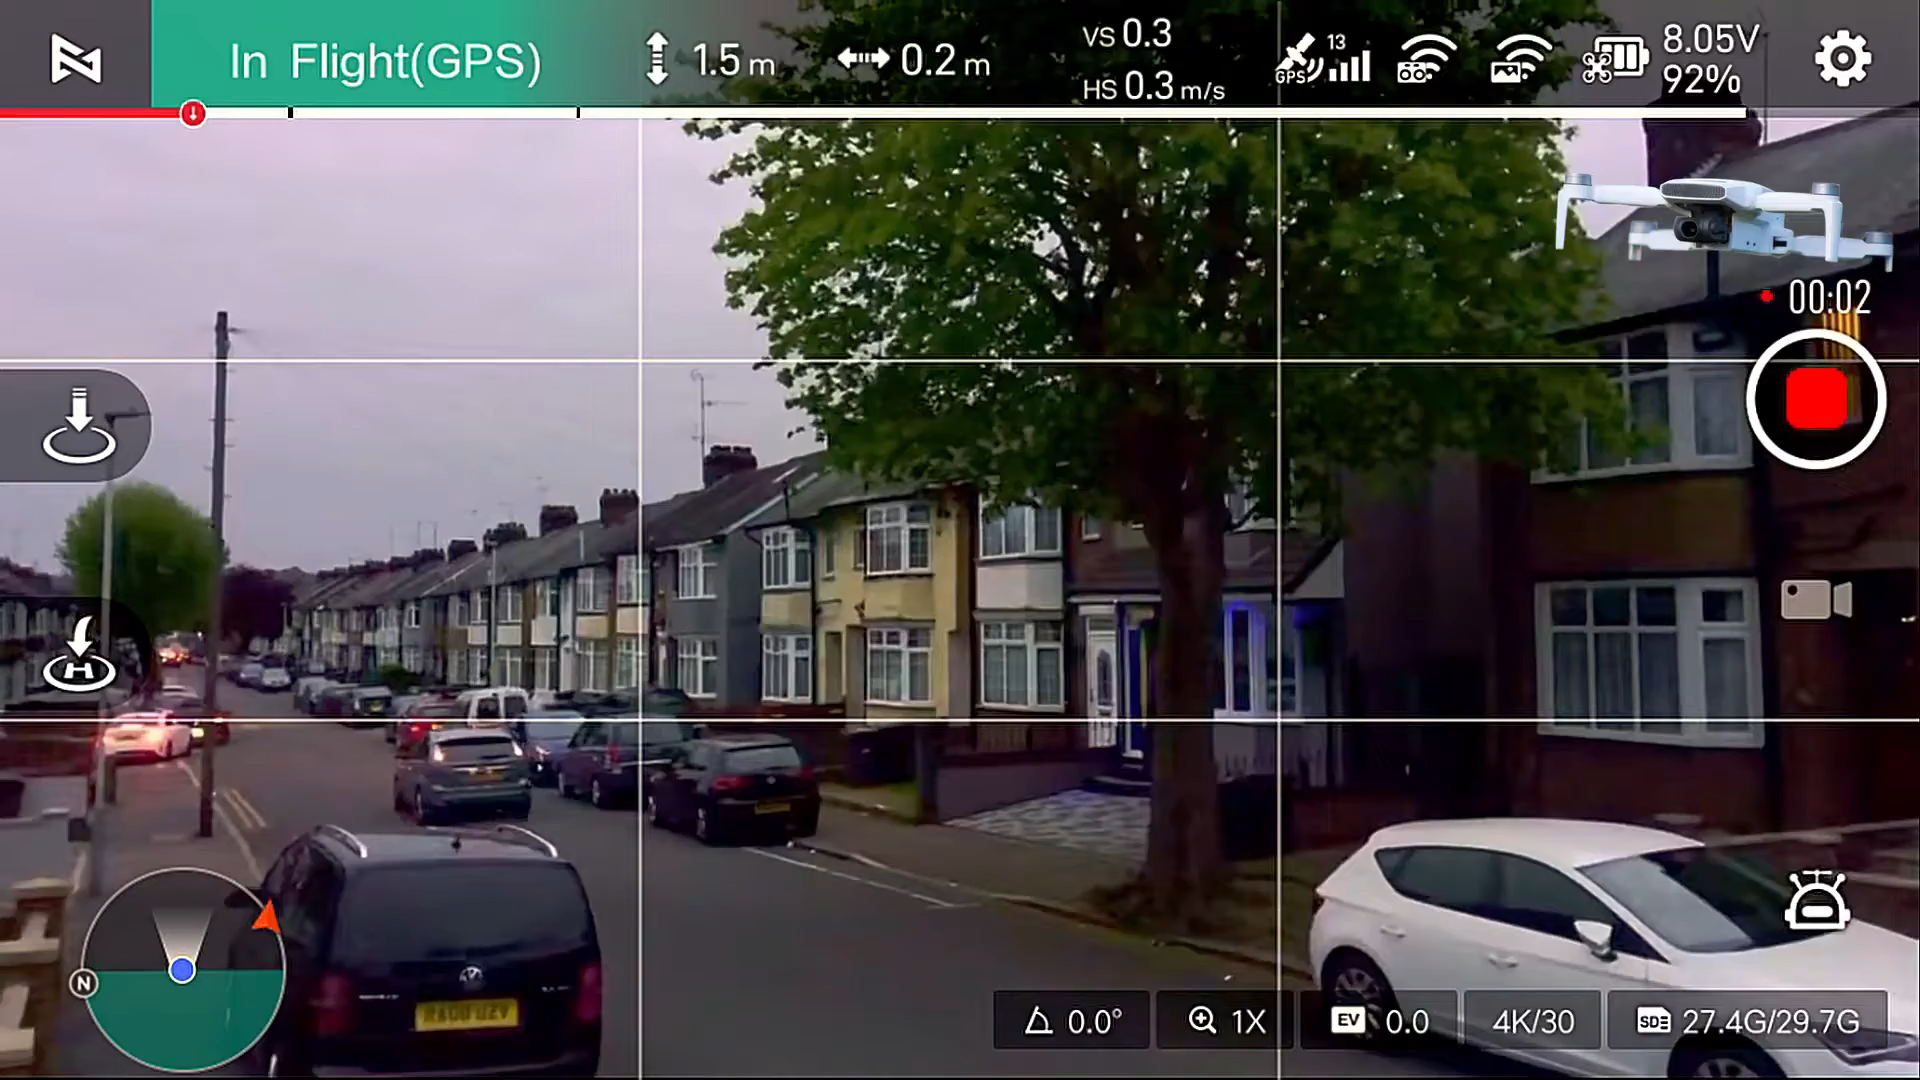 In Flight(GPS)
1.5 m
0.2 m
VS 0.3
HS 0.3 m/s
GPS
13
8.05V
92%
00:02
H
N
0.0°
1X
EV 0.0
4K/30
SD 27.4G/29.7G